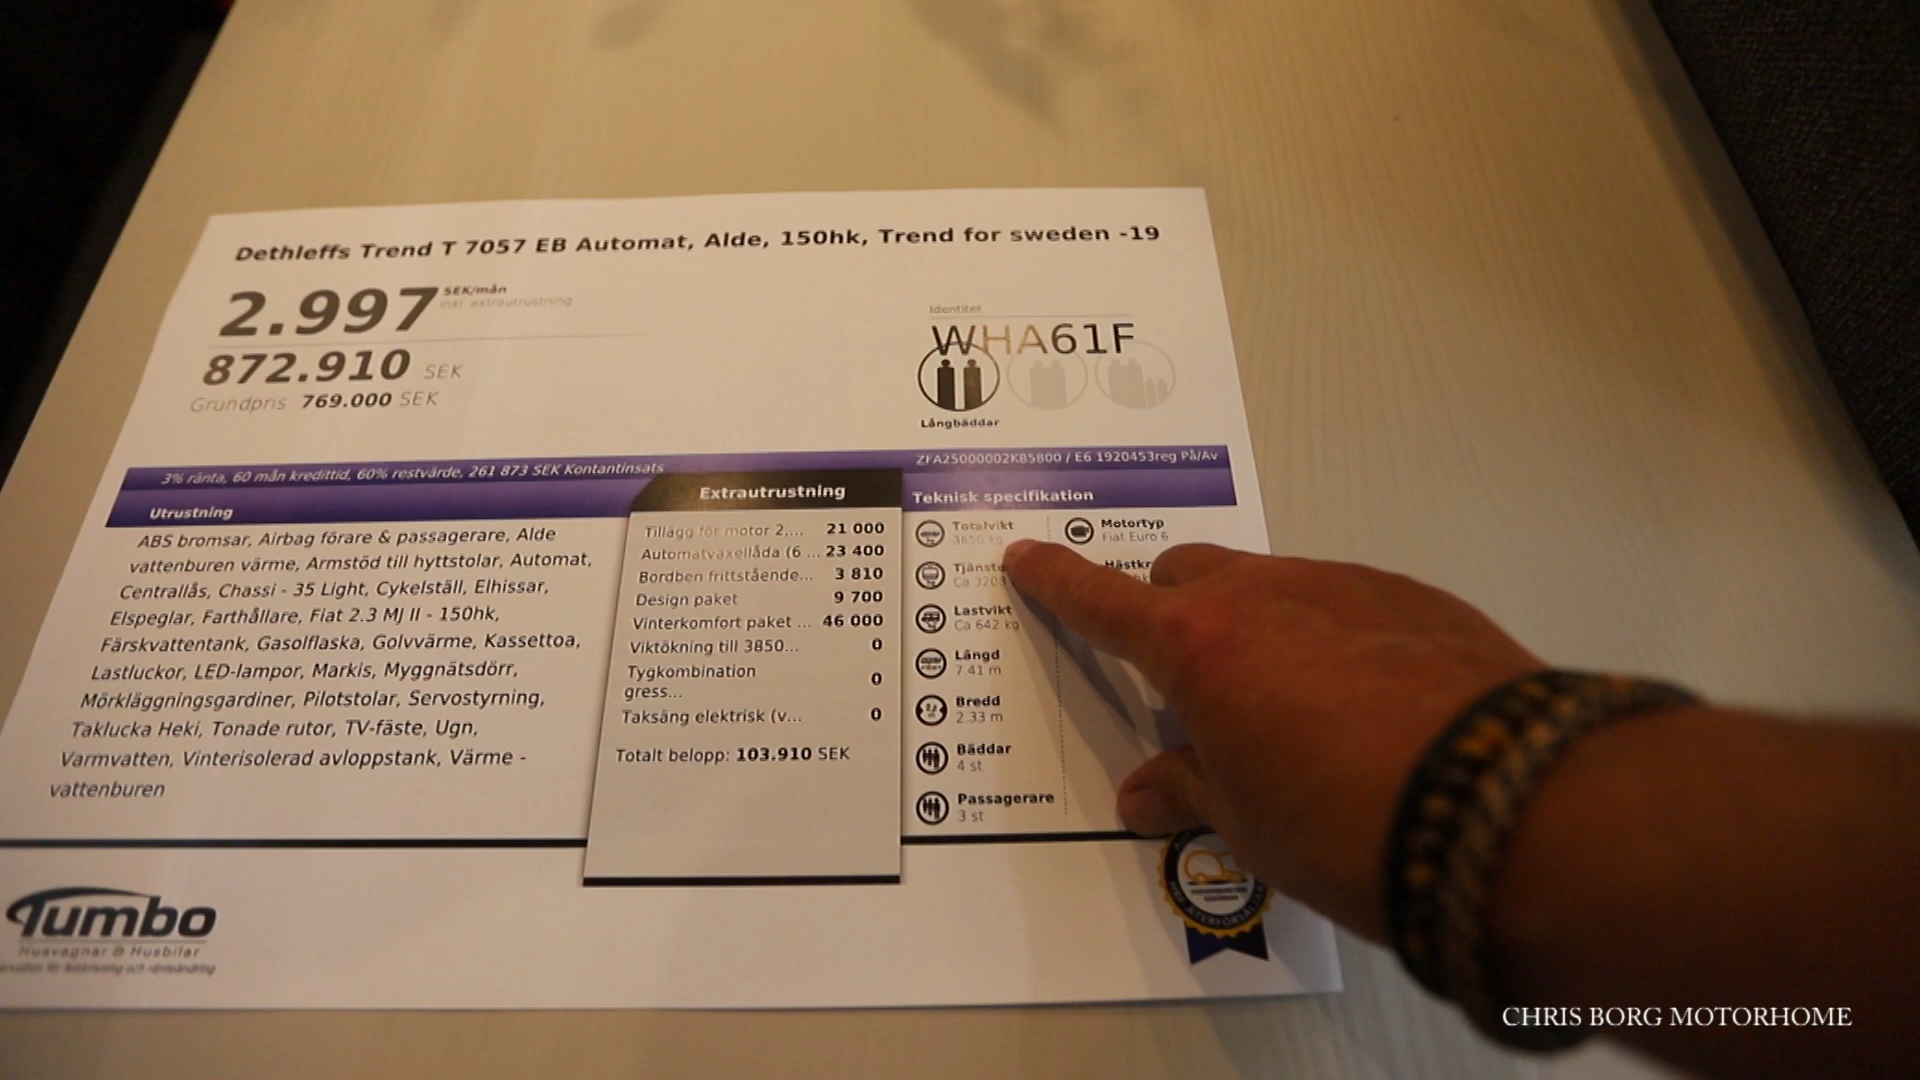 Dethleffs Trend T 7057 EB Automat, Alde, 150hk, Trend for sweden -19
2.997 SEK/mån
inkl. extrautrustning
872.910 SEK
Grundpris 769.000 SEK
Identitet
WHA61F
Långbäddar
3% ränta, 60 mån kredittid, 60% restvärde, 261 873 SEK Kontantinsats
ZFA25000002K85800 / E6 1920453reg På/Av
Utrustning
ABS bromsar, Airbag förare & passagerare, Alde
vattenburen värme, Armstöd till hyttstolar, Automat,
Centrallås, Chassi - 35 Light, Cykelställ, Elhissar,
Elspeglar, Farthållare, Fiat 2.3 MJ II - 150hk,
Färskvattentank, Gasolflaska, Golvvärme, Kassettoa,
Lastluckor, LED-lampor, Markis, Myggnätsdörr,
Mörkläggningsgardiner, Pilotstolar, Servostyrning,
Taklucka Heki, Tonade rutor, TV-fäste, Ugn,
Varmvatten, Vinterisolerad avloppstank, Värme -
vattenburen
Extrautrustning
Tillägg för motor 2,... 21 000
Automatväxellåda (6 ... 23 400
Bordben frittstående... 3 810
Design paket 9 700
Vinterkomfort paket ... 46 000
Viktökning till 3850... 0
Tygkombination
gress... 0
Taksäng elektrisk (v... 0
Totalt belopp: 103.910 SEK
Teknisk specifikation
Totalvikt
3850 kg
Tjänste
Ca 3208
Lastvikt
Ca 642 kg
Längd
7.41 m
Bredd
2.33 m
Bäddar
4 st
Passagerare
3 st
Motortyp
Fiat Euro 6
Hästkr
Tumbo
Husvagnar & Husbilar
CHRIS BORG MOTORHOME